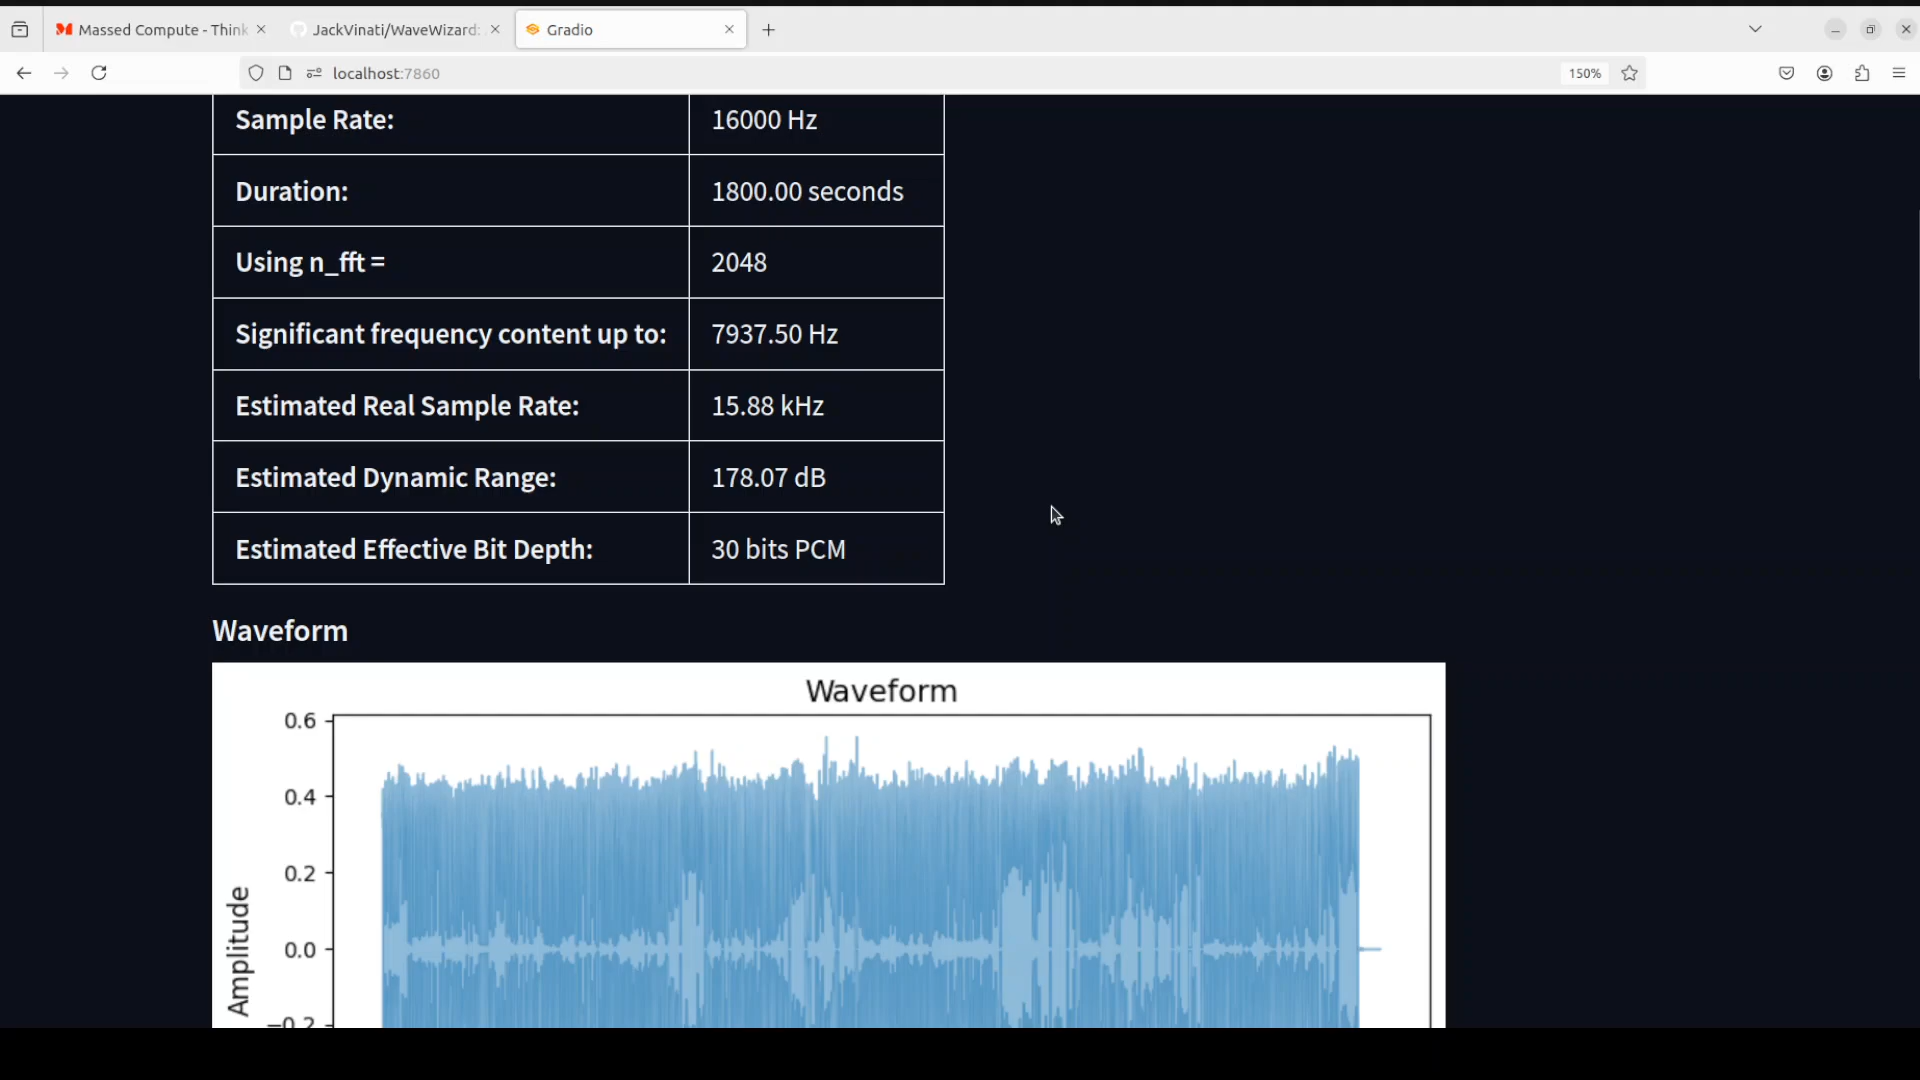 Massed Compute - Think
JackVinati/WaveWizard:
Gradio
localhost:7860
150%
Sample Rate: 16000 Hz
Duration: 1800.00 seconds
Using n_fft = 2048
Significant frequency content up to: 7937.50 Hz
Estimated Real Sample Rate: 15.88 kHz
Estimated Dynamic Range: 178.07 dB
Estimated Effective Bit Depth: 30 bits PCM
Waveform
Waveform
0.6
0.4
0.2
0.0
−0.2
Amplitude